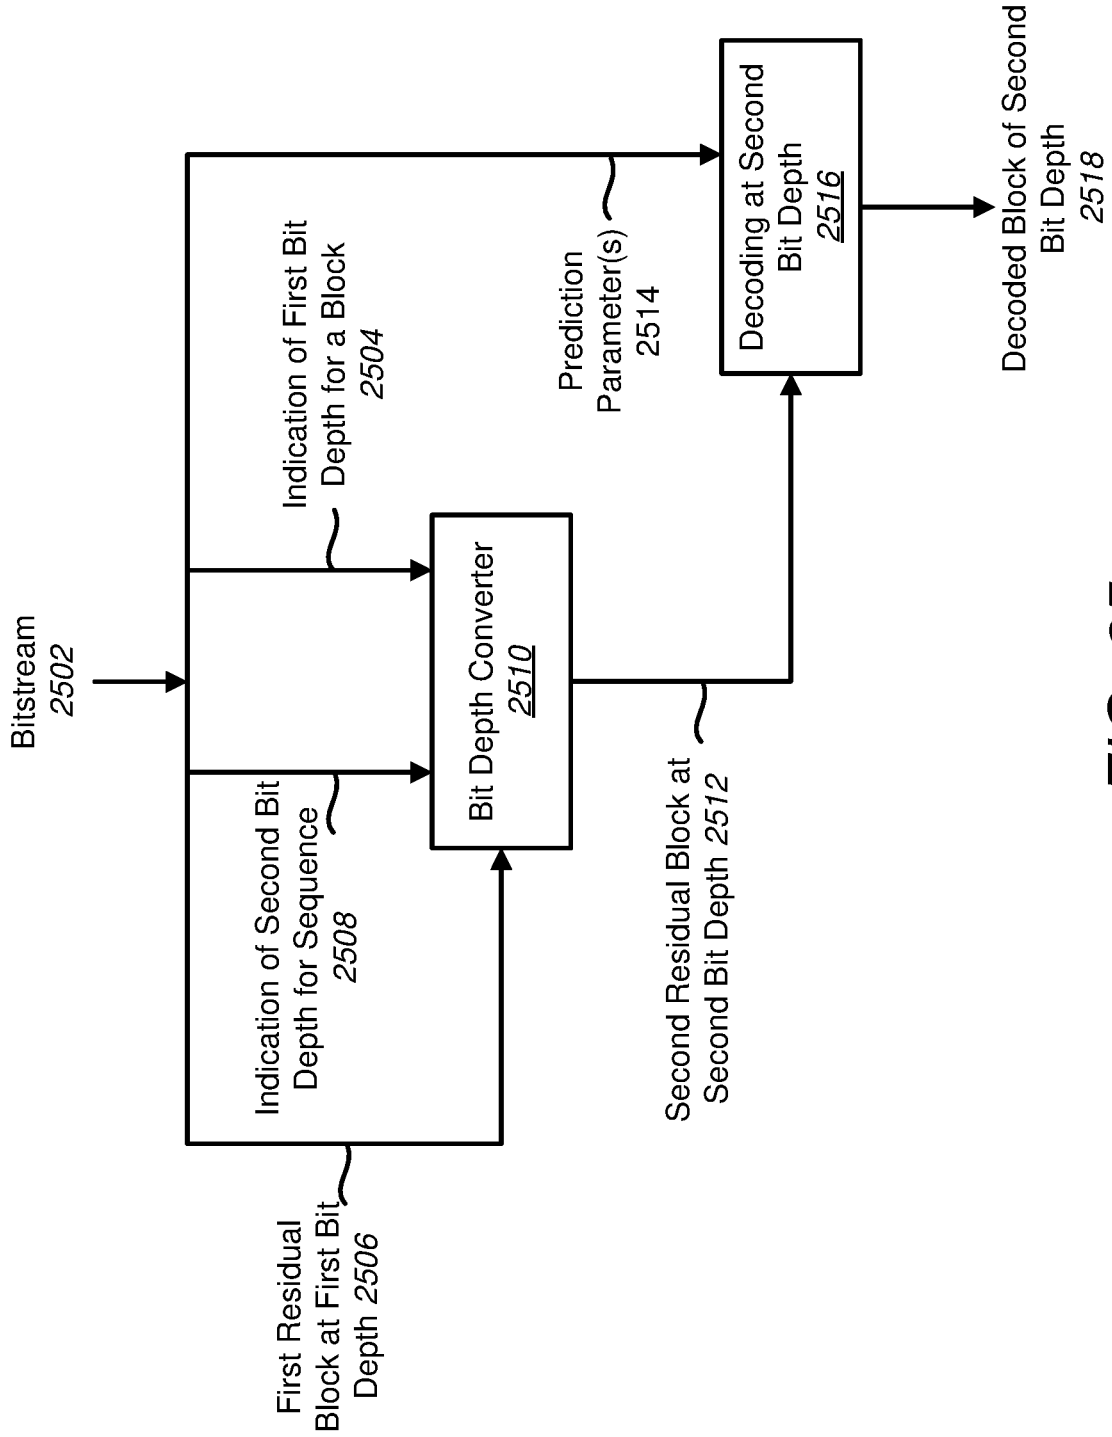 Bitstream
2502
Indication of First Bit
Depth for a Block
2504
Indication of Second Bit
Depth for Sequence
2508
First Residual
Block at First Bit
Depth 2506
Bit Depth Converter
2510
Prediction
Parameter(s)
2514
Second Residual Block at
Second Bit Depth 2512
Decoding at Second
Bit Depth
2516
Decoded Block of Second
Bit Depth
2518